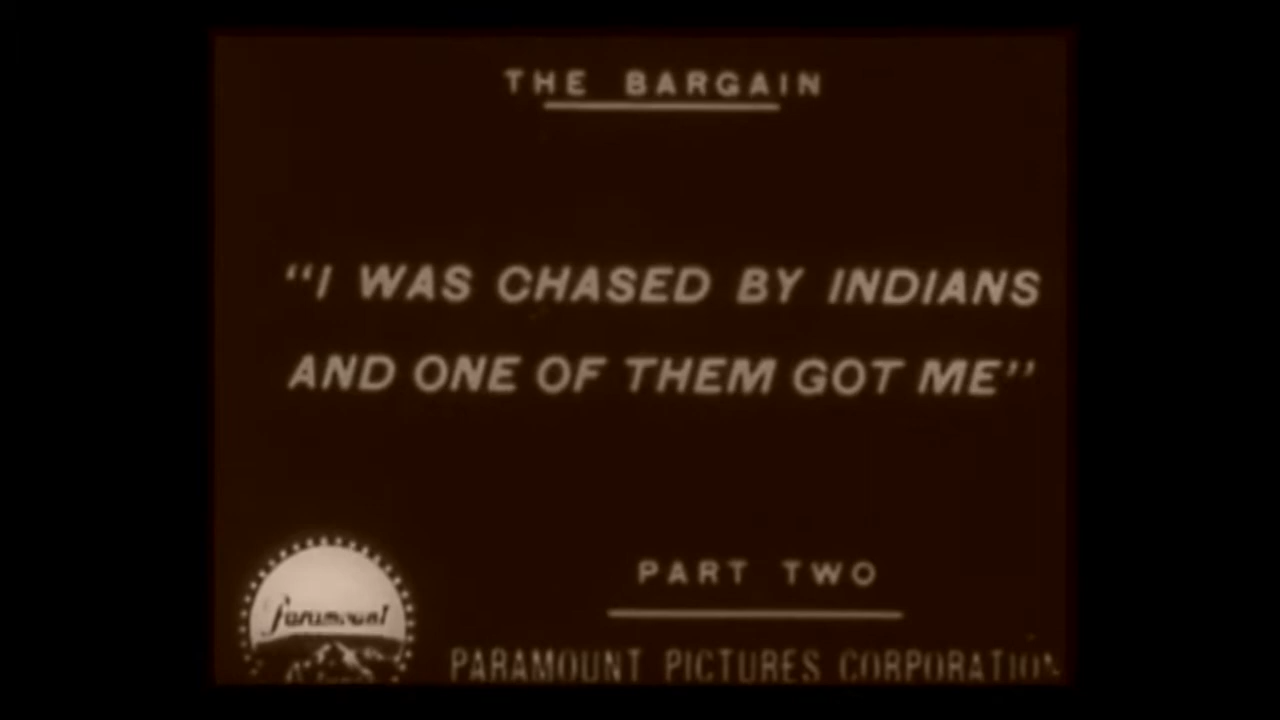 THE BARGAIN
"I WAS CHASED BY INDIANS
AND ONE OF THEM GOT ME"
PART TWO
Paramount
PARAMOUNT PICTURES CORPORATION